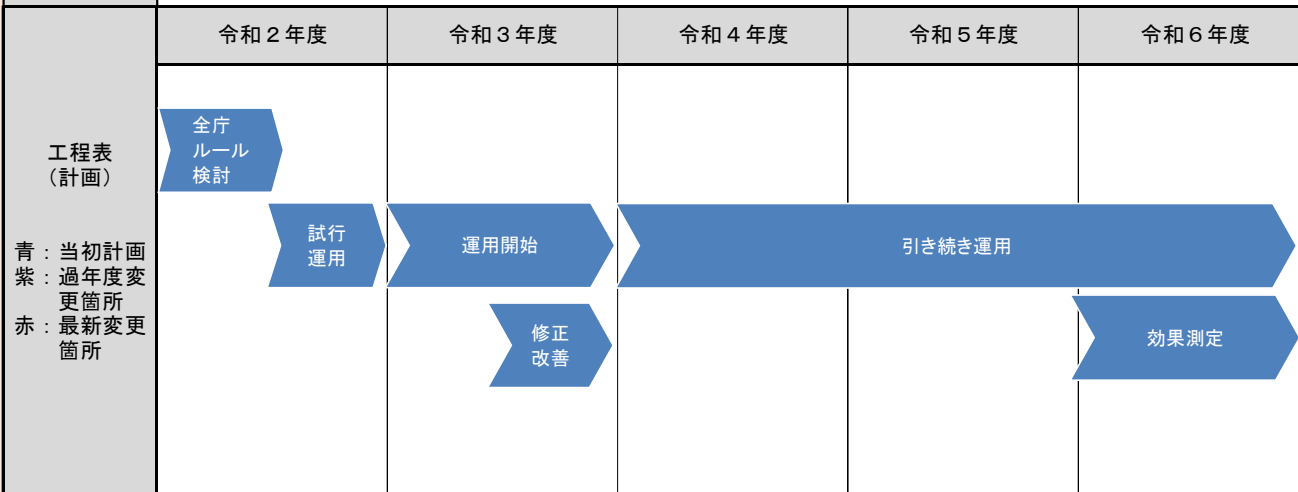 令和２年度
令和３年度
令和４年度
令和５年度
令和６年度
工程表
（計画）
青：当初計画
紫：過年度変
更箇所
赤：最新変更
箇所
全庁
ルール
検討
試行
運用
運用開始
引き続き運用
修正
改善
効果測定